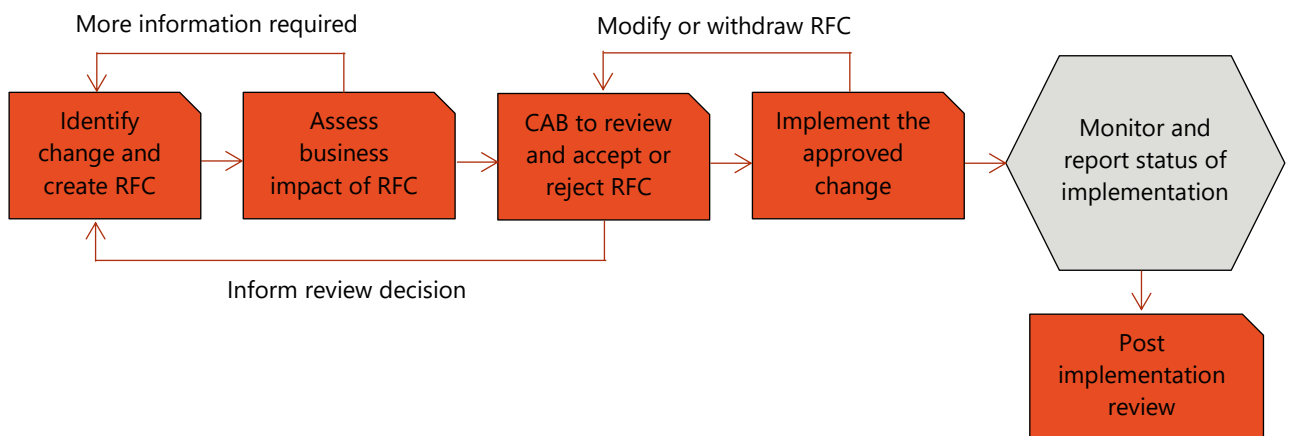 More information required
Modify or withdraw RFC
Identify
change and
create RFC
Assess
business
impact of RFC
CAB to review
and accept or
reject RFC
Implement the
approved
change
Monitor and
report status of
implementation
Inform review decision
Post
implementation
review